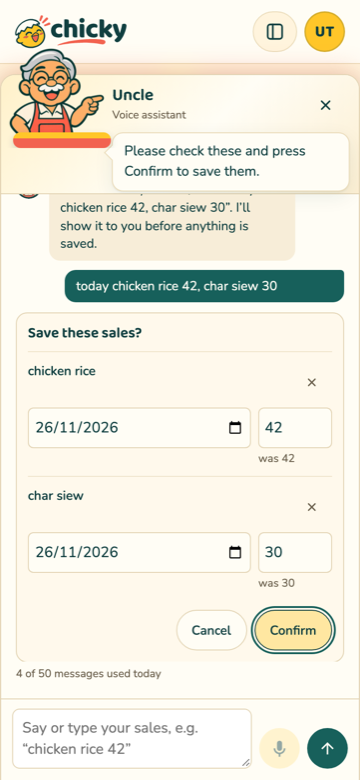 chicky
UT
Uncle
Voice assistant
Please check these and press
Confirm to save them.
chicken rice 42, char siew 30”. I’ll
show it to you before anything is
saved.
today chicken rice 42, char siew 30
Save these sales?
chicken rice
26/11/2026
42
was 42
char siew
26/11/2026
30
was 30
Cancel
Confirm
4 of 50 messages used today
Say or type your sales, e.g.
“chicken rice 42”